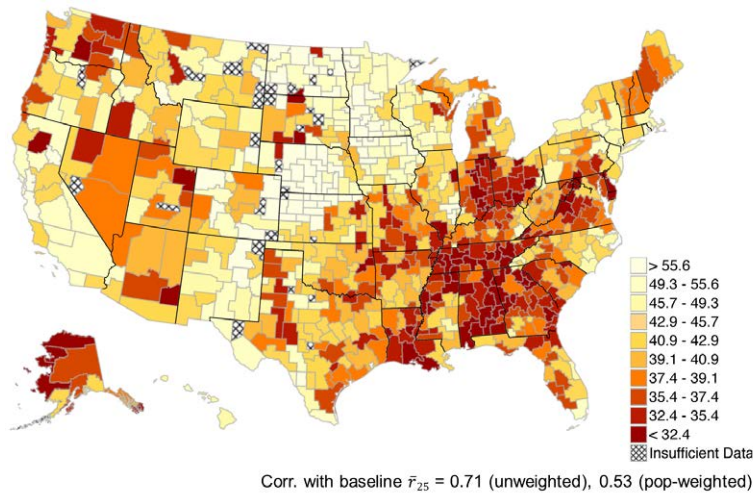 > 55.6
49.3 - 55.6
45.7 - 49.3
42.9 - 45.7
40.9 - 42.9
39.1 - 40.9
37.4 - 39.1
35.4 - 37.4
32.4 - 35.4
< 32.4
Insufficient Data
Corr. with baseline r̄₂₅ = 0.71 (unweighted), 0.53 (pop-weighted)